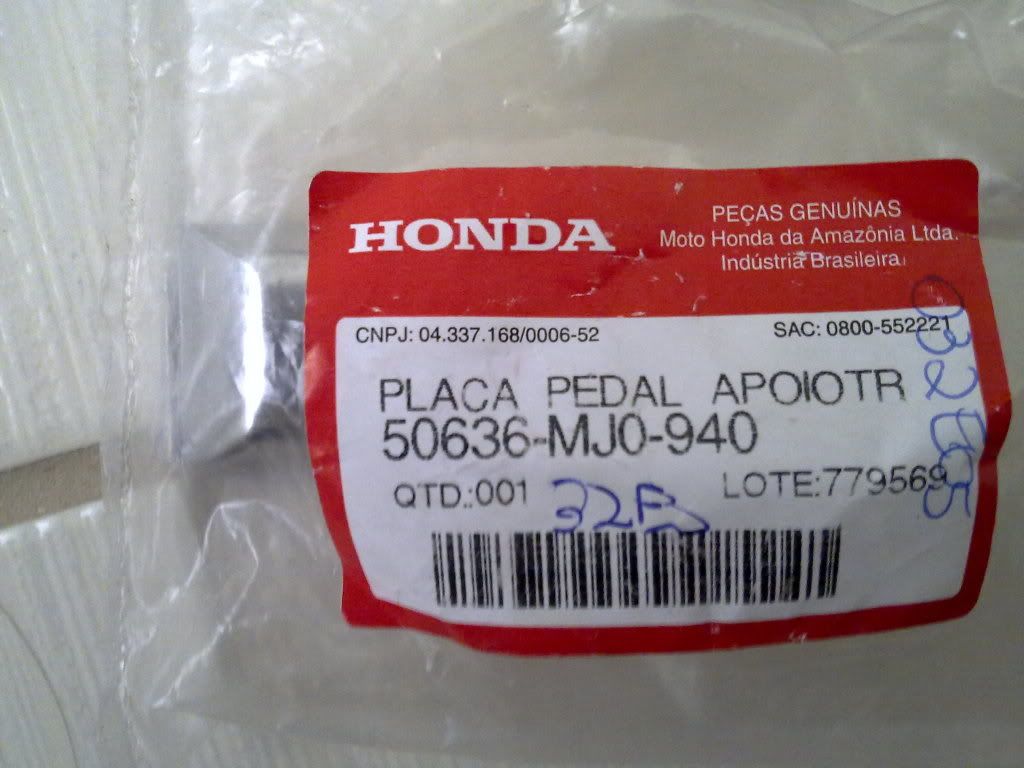 HONDA
PEÇAS GENUÍNAS
Moto Honda da Amazônia Ltda.
Indústria Brasileira
CNPJ: 04.337.168/0006-52
SAC: 0800-552221
PLACA PEDAL APOIOTR
50636-MJ0-940
QTD.:001
LOTE:779569